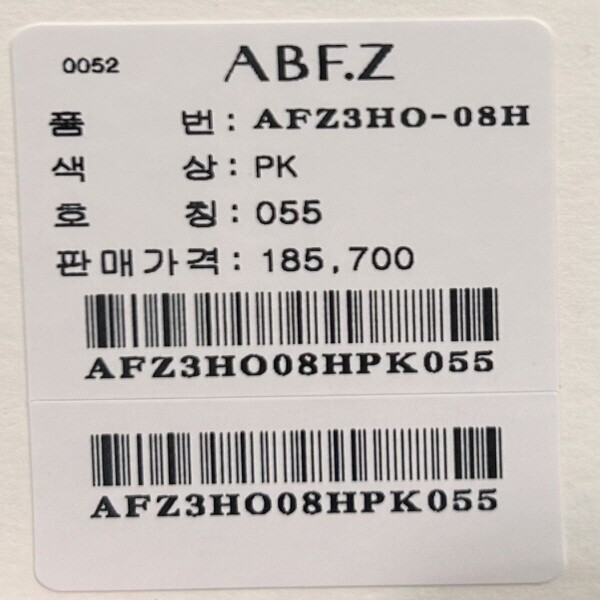 0052 ABF.Z
품 번 : AFZ3HO-08H
색 상 : PK
호 칭 : 055
판매가격 : 185,700
AFZ3HO08HPK055
AFZ3HO08HPK055